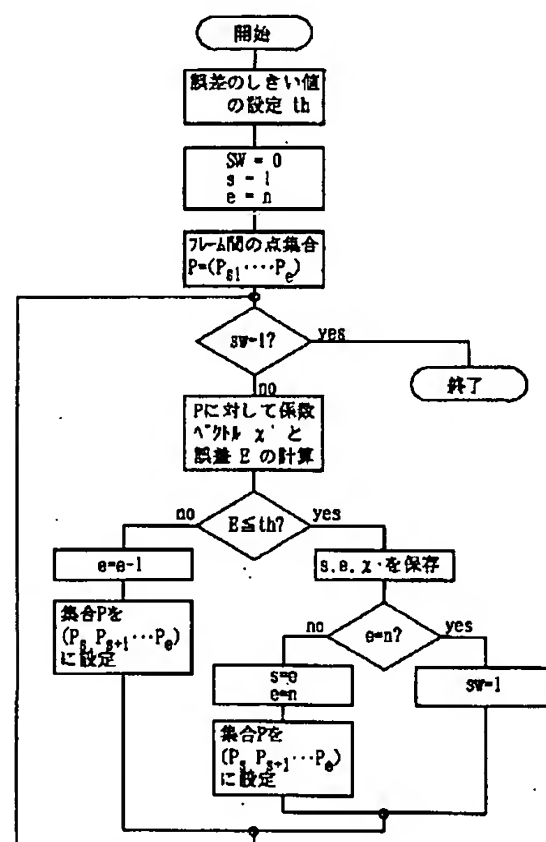 開始
誤差のしきい値
の設定 th
SW = 0
s = 1
e = n
フレーム間の点集合
P=(Ps1····Pe)
sw=1?
yes
終了
no
Pに対して係数
ベクトル χ' と
誤差 E の計算
no
E≦th?
yes
e=e-1
s.e.χ'を保存
集合Pを
(Ps Ps+1···Pe)
に設定
no
e=n?
yes
s=e
e=n
sw=1
集合Pを
(Ps Ps+1···Pe)
に設定